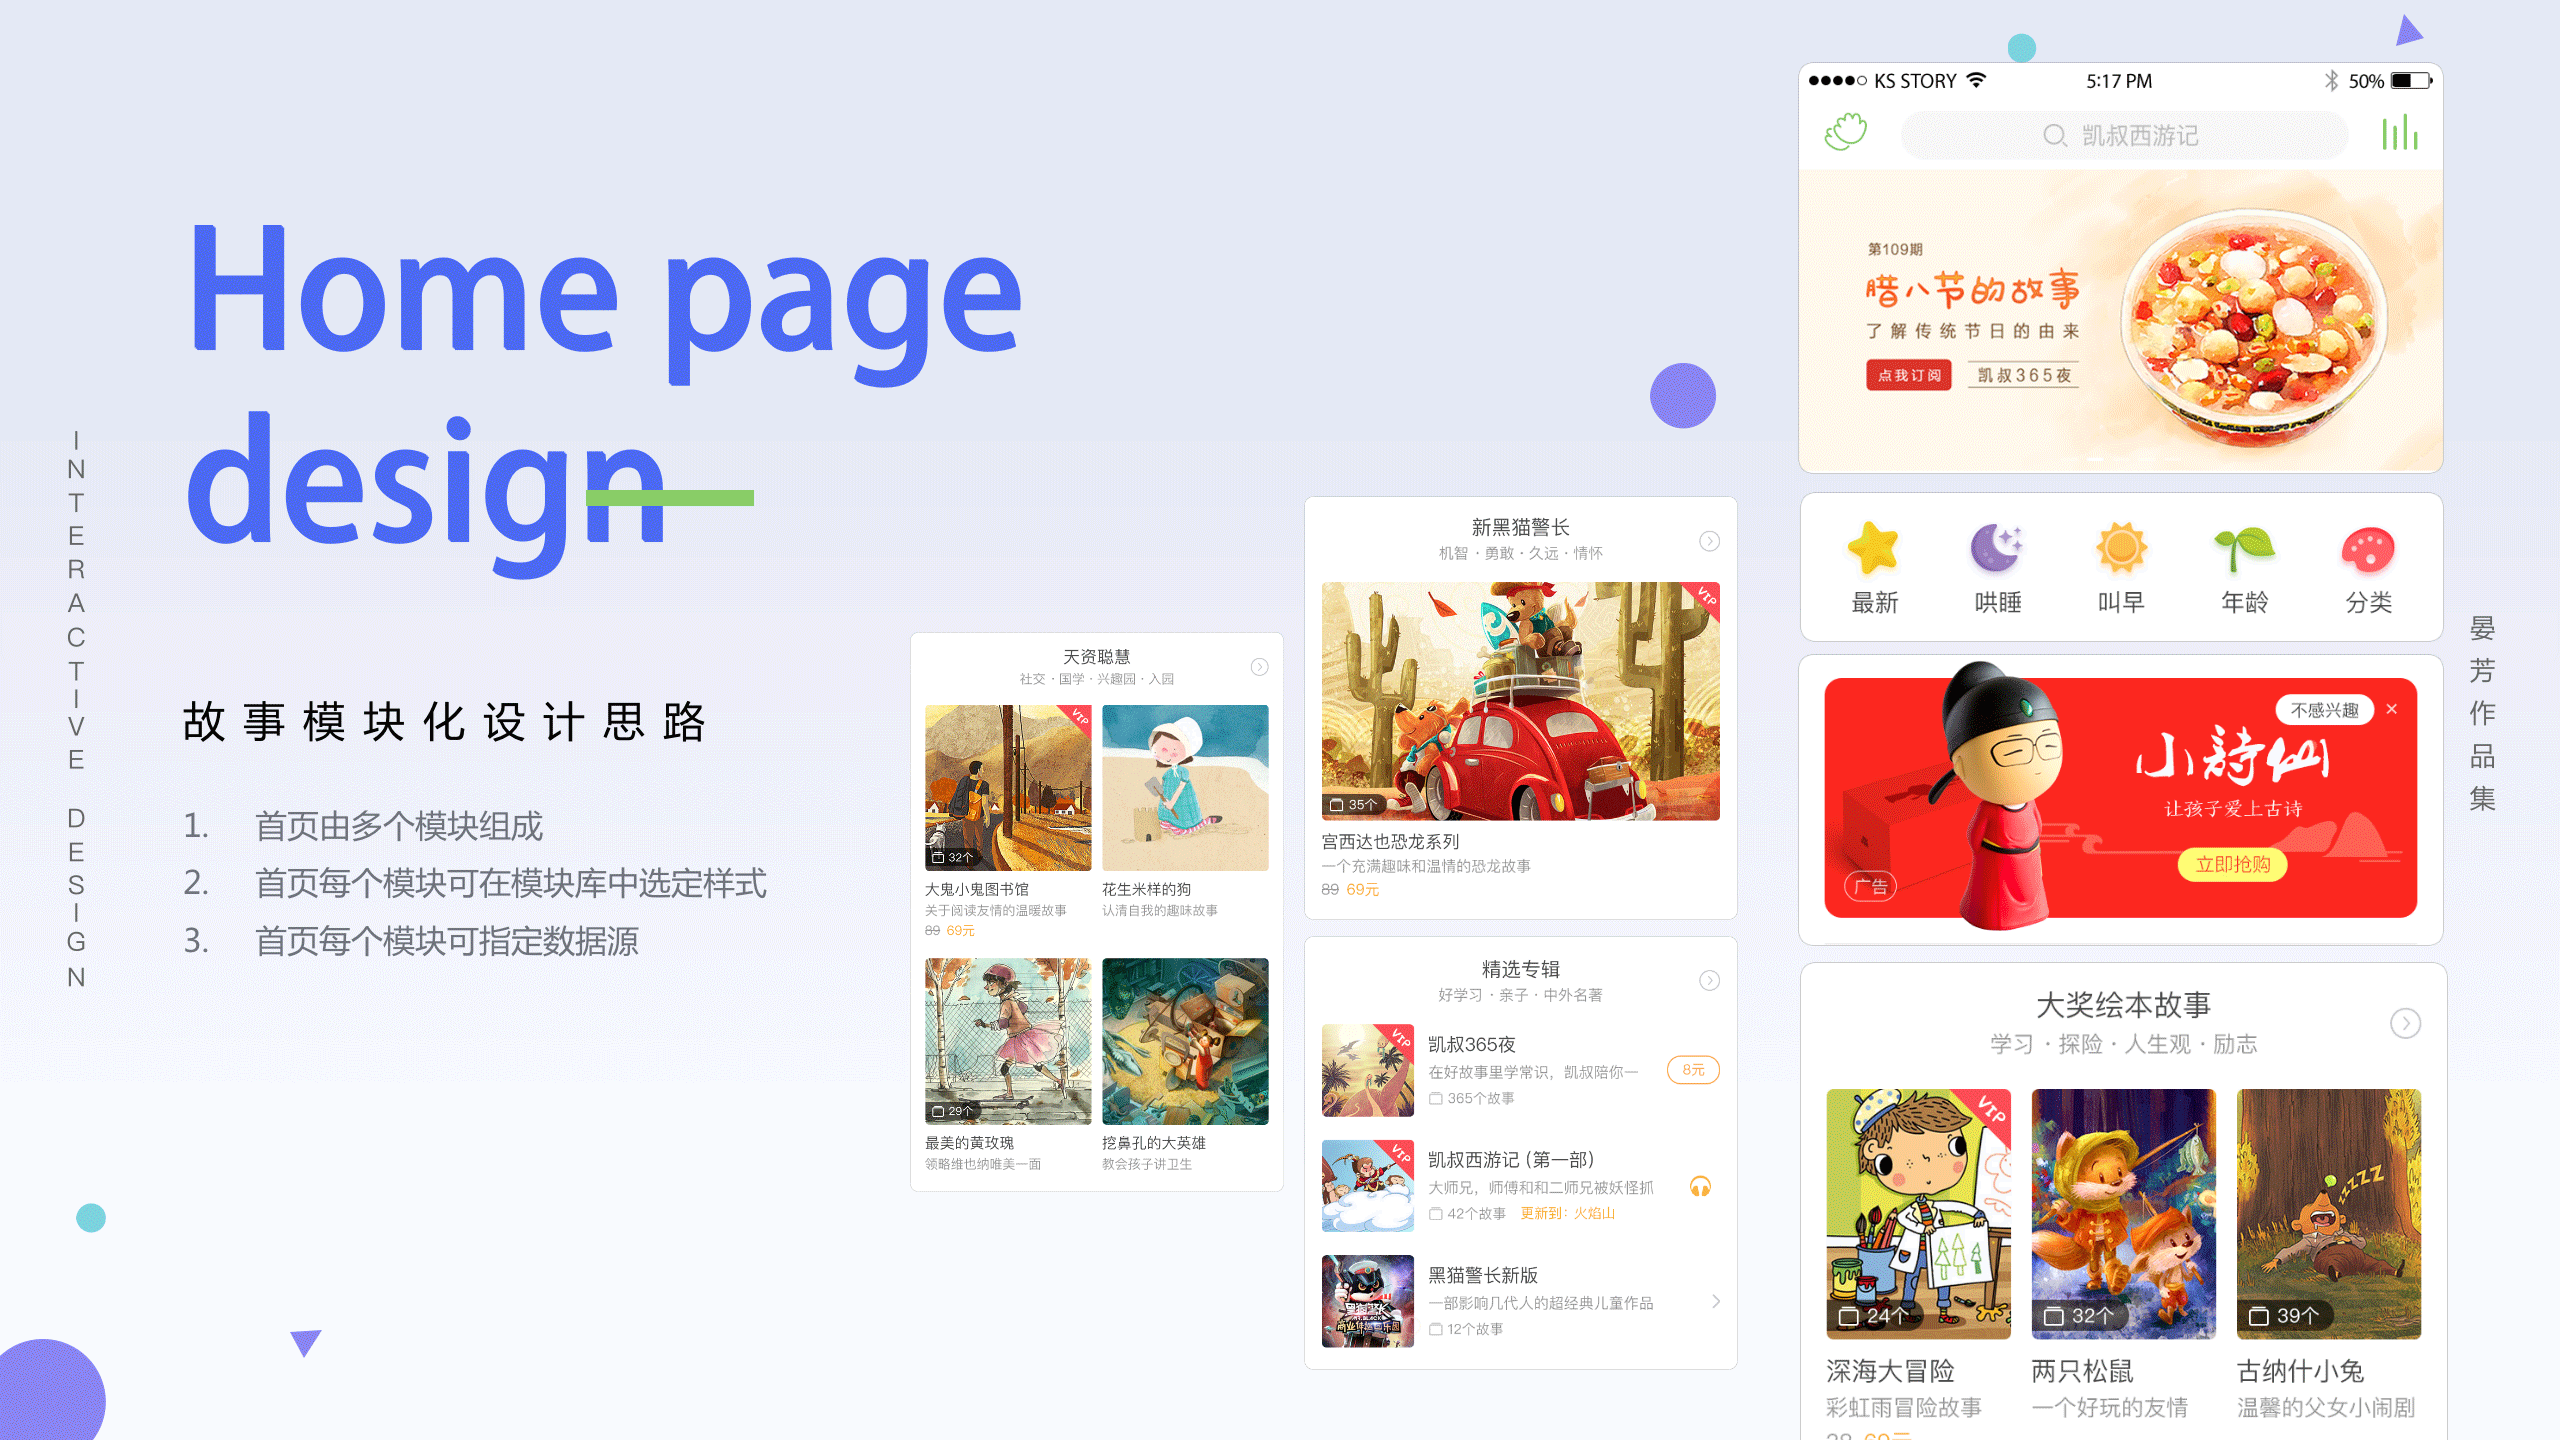 INTERACTIVE DESIGN
Home page
design
故事模块化设计思路
1. 首页由多个模块组成
2. 首页每个模块可在模块库中选定样式
3. 首页每个模块可指定数据源
天资聪慧
社交·国学·兴趣园·入园
VIP
32个
大鬼小鬼图书馆
关于阅读友情的温暖故事
89 69元
花生米样的狗
认清自我的趣味故事
29个
最美的黄玫瑰
领略维也纳唯美一面
挖鼻孔的大英雄
教会孩子讲卫生
新黑猫警长
机智·勇敢·久远·情怀
VIP
35个
宫西达也恐龙系列
一个充满趣味和温情的恐龙故事
89 69元
精选专辑
好学习·亲子·中外名著
VIP
凯叔365夜
在好故事里学常识，凯叔陪你一
365个故事
8元
VIP
凯叔西游记 (第一部)
大师兄，师傅和和二师兄被妖怪抓
42个故事 更新到：火焰山
黑猫警长新版
一部影响几代人的超经典儿童作品
12个故事
KS STORY 5:17 PM 50%
凯叔西游记
第109期
腊八节的故事
了解传统节日的由来
点我订阅 凯叔365夜
最新 哄睡 叫早 年龄 分类
不感兴趣
小詩仙
让孩子爱上古诗
立即抢购
广告
大奖绘本故事
学习·探险·人生观·励志
VIP
zzzzz
24个 32个 39个
深海大冒险 两只松鼠 古纳什小兔
彩虹雨冒险故事 一个好玩的友情 温馨的父女小闹剧
晏芳作品集